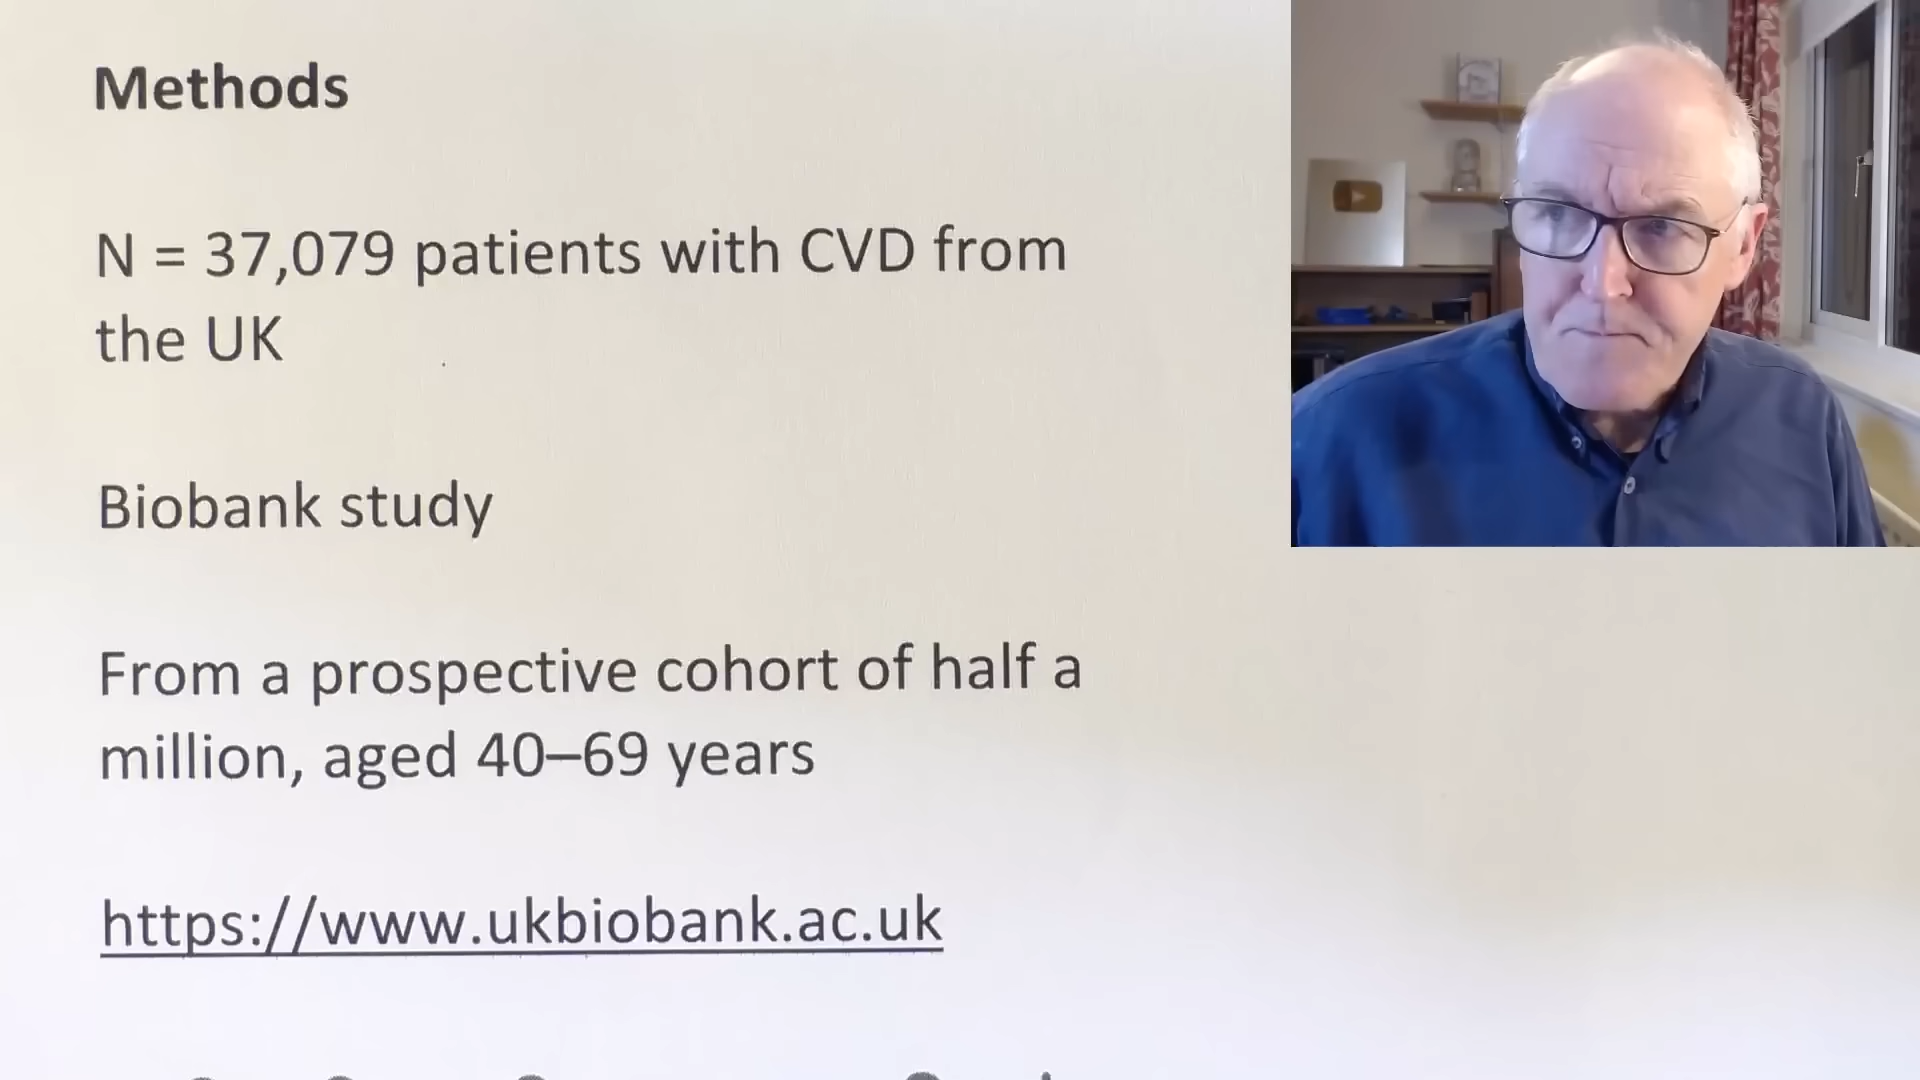 Methods
N = 37,079 patients with CVD from
the UK
Biobank study
From a prospective cohort of half a
million, aged 40–69 years
https://www.ukbiobank.ac.uk